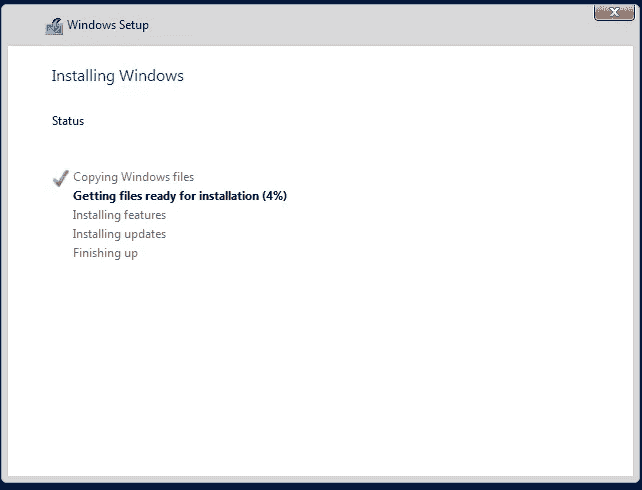 Windows Setup
Installing Windows
Status
Copying Windows files
Getting files ready for installation (4%)
Installing features
Installing updates
Finishing up